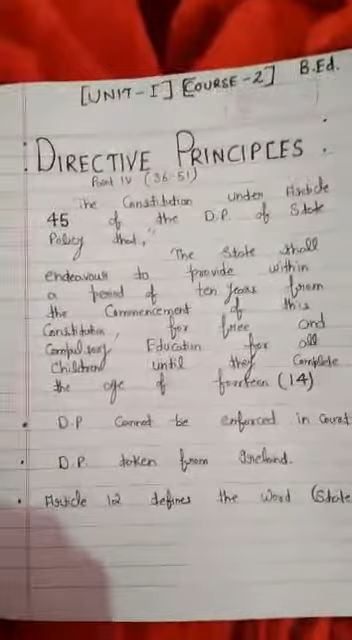 [UNIT-I] [COURSE-2] B.Ed.
DIRECTIVE PRINCIPLES.
Part IV (36-51)
The Constitution under Article
45 of the D.P. of State
Policy that, "
The State shall
endeavour to provide within
a period of ten years from
the Commencement of this
Constitution, for free and
Compulsory Education for all
Children until they Complete
the age of fourteen (14)
• D.P Cannot be enforced in Court
• D.P. taken from Ireland.
• Article 12 defines the word (State